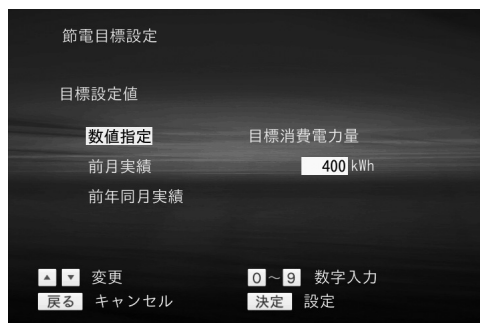 節電目標設定
目標設定値
数値指定 目標消費電力量
前月実績 400 kWh
前年同月実績
▲ ▼ 変更 0～9 数字入力
戻る キャンセル 決定 設定